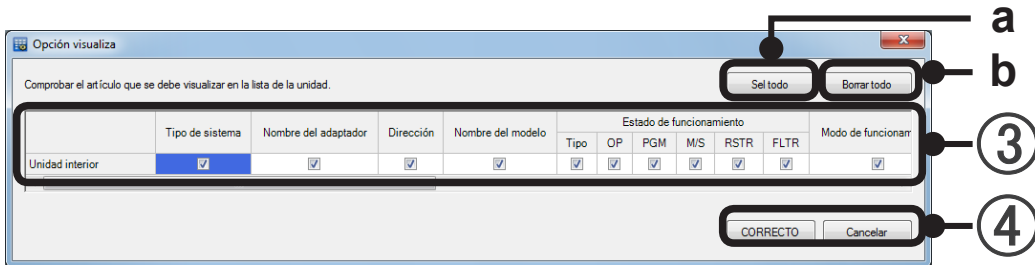 a
Opción visualiza
b
Comprobar el artículo que se debe visualizar en la lista de la unidad.
Sel todo
Borrar todo
Tipo de sistema
Nombre del adaptador
Dirección
Nombre del modelo
Estado de funcionamiento
Tipo
OP
PGM
M/S
RSTR
FLTR
Modo de funcionam
③
Unidad interior
CORRECTO
Cancelar
④